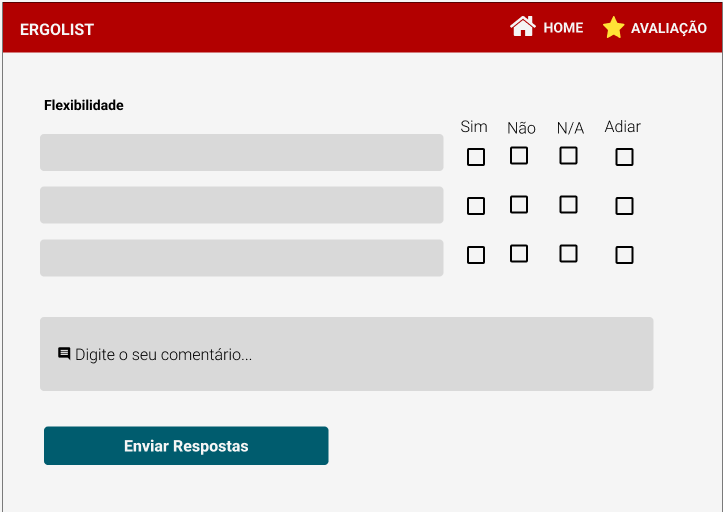 ERGOLIST HOME AVALIAÇÃO
Flexibilidade
Sim Não N/A Adiar
Digite o seu comentário...
Enviar Respostas